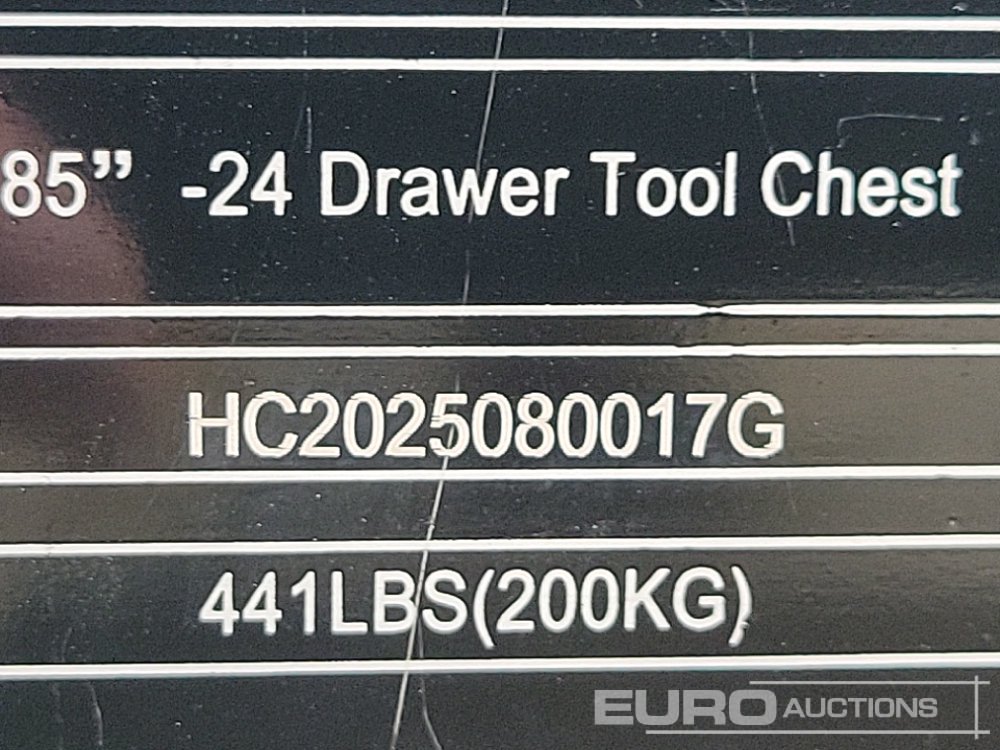 85” -24 Drawer Tool Chest
HC2025080017G
441LBS(200KG)
EURO AUCTIONS